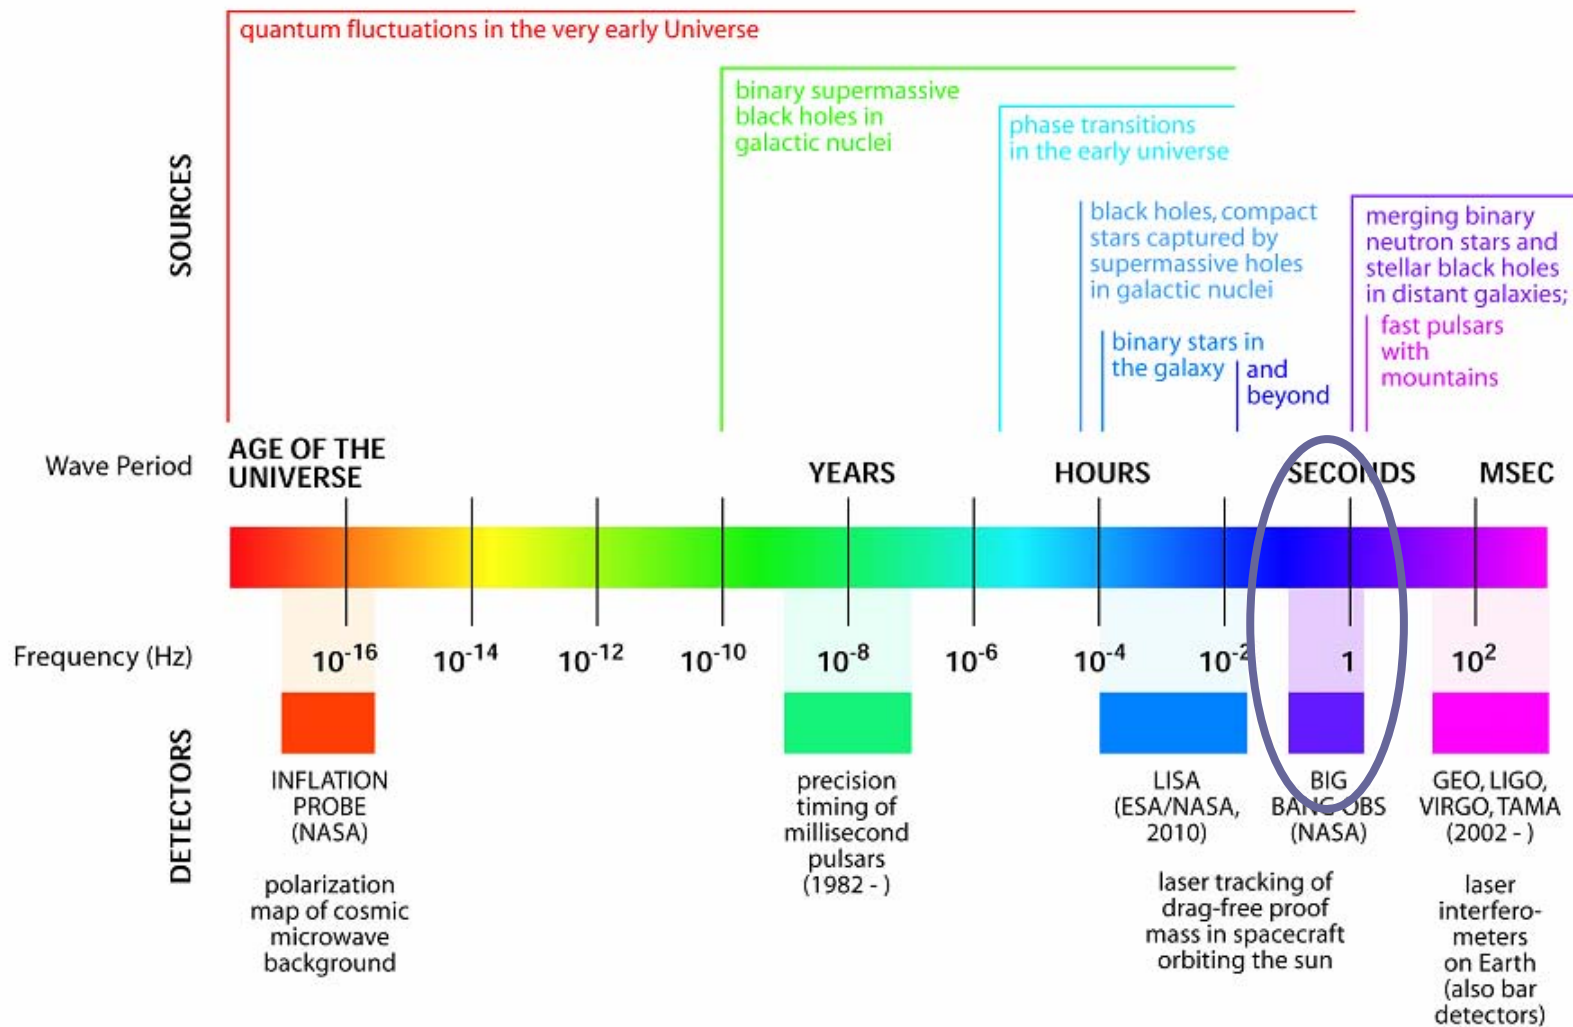 quantum fluctuations in the very early Universe
binary supermassive
black holes in
galactic nuclei
phase transitions
in the early universe
SOURCES
black holes, compact
stars captured by
supermassive holes
in galactic nuclei
merging binary
neutron stars and
stellar black holes
in distant galaxies;
fast pulsars
with
mountains
binary stars in
the galaxy
and
beyond
Wave Period
AGE OF THE
UNIVERSE
YEARS
HOURS
SECONDS
MSEC
Frequency (Hz)
10⁻¹⁶ 10⁻¹⁴ 10⁻¹² 10⁻¹⁰ 10⁻⁸ 10⁻⁶ 10⁻⁴ 10⁻² 1 10²
DETECTORS
INFLATION
PROBE
(NASA)
polarization
map of cosmic
microwave
background
precision
timing of
millisecond
pulsars
(1982 - )
LISA
(ESA/NASA,
2010)
BIG
BANG OBS
(NASA)
laser tracking of
drag-free proof
mass in spacecraft
orbiting the sun
GEO, LIGO,
VIRGO, TAMA
(2002 - )
laser
interfero-
meters
on Earth
(also bar
detectors)